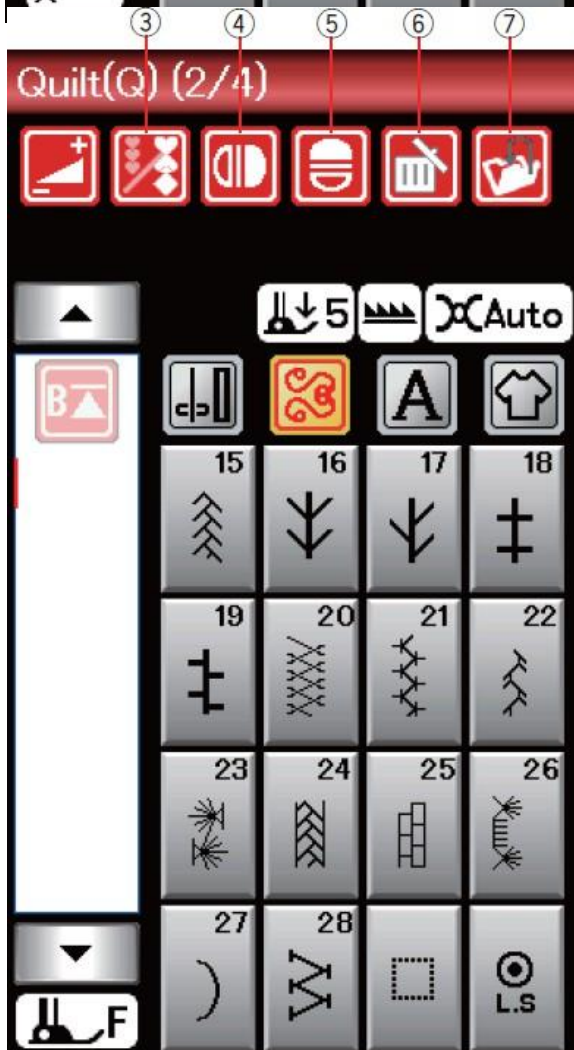 ③ ④ ⑤ ⑥ ⑦
Quilt(Q) (2/4)
5 Auto
B A
15 16 17 18
19 20 21 22
23 24 25 26
27 28 L.S
F